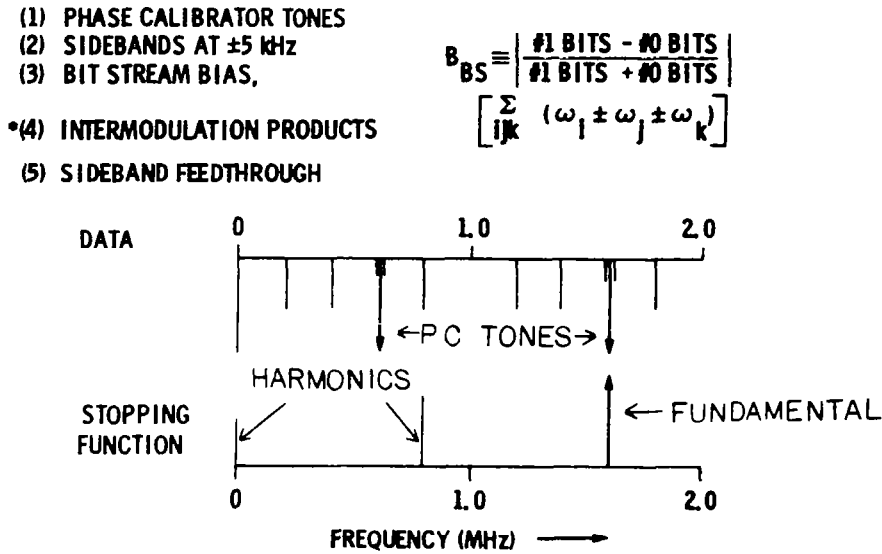 (1) PHASE CALIBRATOR TONES
(2) SIDEBANDS AT ±5 kHz
(3) BIT STREAM BIAS,
B_BS ≡ | #1 BITS - #0 BITS / #1 BITS + #0 BITS |
*(4) INTERMODULATION PRODUCTS
[ Σ_ijk (ω_i ± ω_j ± ω_k) ]
(5) SIDEBAND FEEDTHROUGH
0 1.0 2.0
DATA
←PC TONES→
HARMONICS
STOPPING FUNCTION
← FUNDAMENTAL
0 1.0 2.0
FREQUENCY (MHz) →